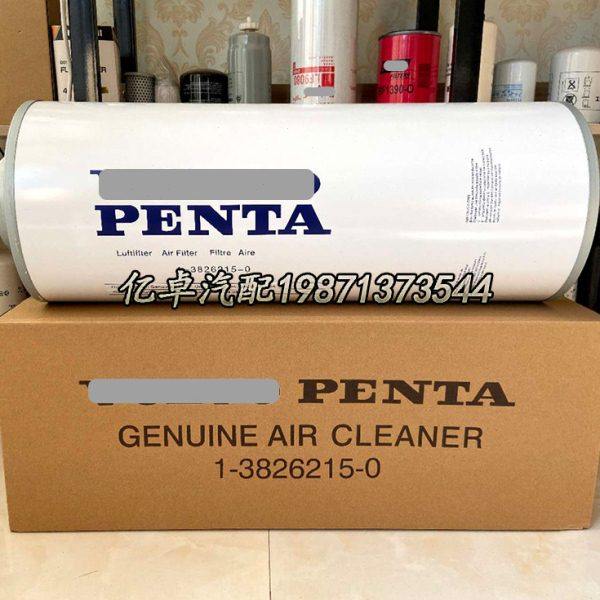 PENTA
Luftfilter Air Filter Filtre Aire
1-3826215-0
亿卓汽配19871373544
PENTA
GENUINE AIR CLEANER
1-3826215-0